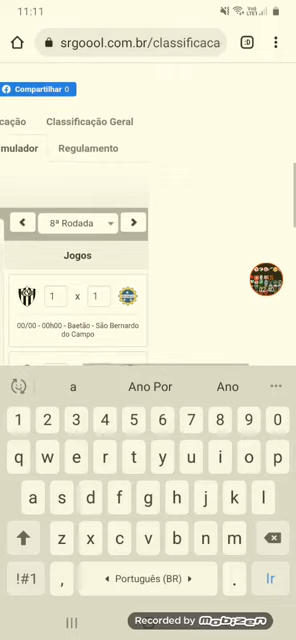 11:11
srgoool.com.br/classificaca
:D
Compartilhar 0
cação Classificação Geral
mulador Regulamento
8ª Rodada
Jogos
1 x 1
00/00 - 00h00 - Baetão - São Bernardo
do Campo
a Ano Por Ano
1 2 3 4 5 6 7 8 9 0
q w e r t y u i o p
a s d f g h j k l
z x c v b n m
!#1 , Português (BR) . Ir
Recorded by Mobizen